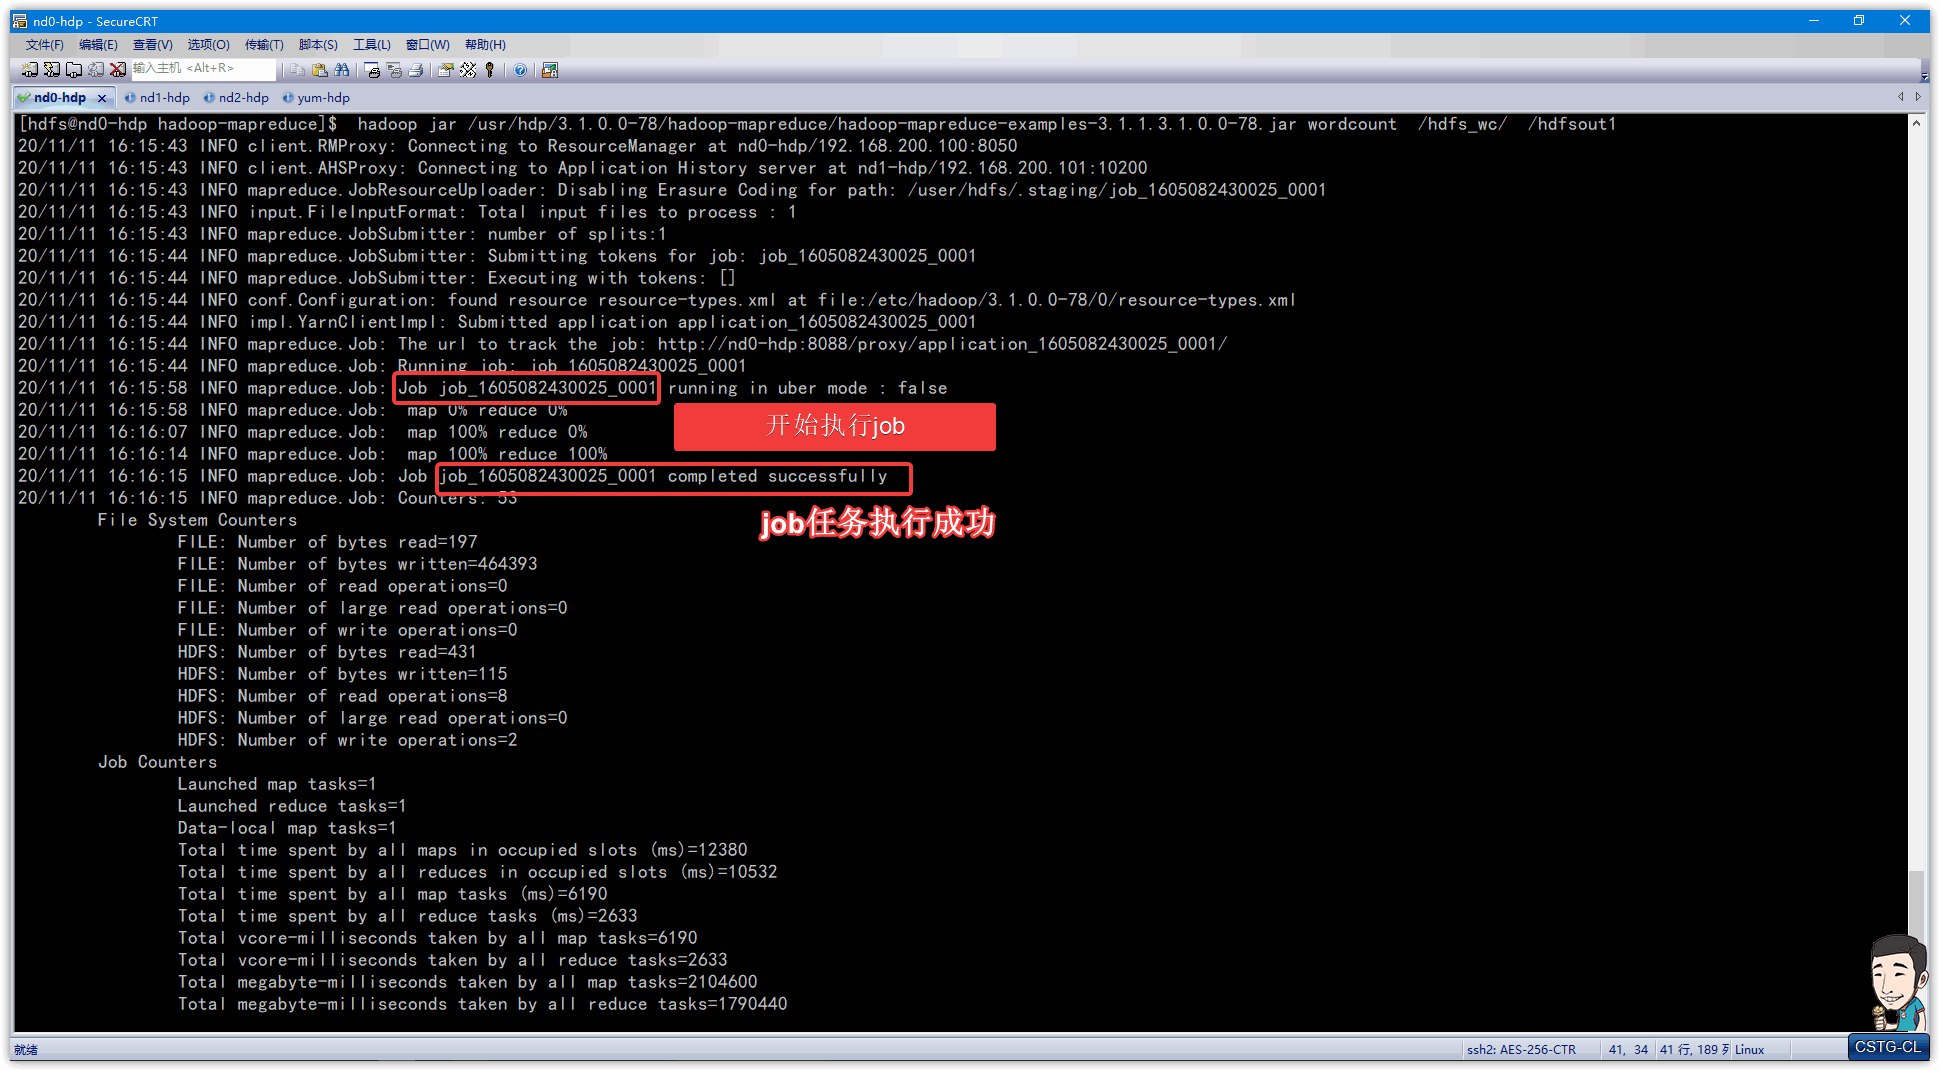 nd0-hdp - SecureCRT
文件(F) 编辑(E) 查看(V) 选项(O) 传输(T) 脚本(S) 工具(L) 窗口(W) 帮助(H)
输入主机 <Alt+R>
nd0-hdp nd1-hdp nd2-hdp yum-hdp
[hdfs@nd0-hdp hadoop-mapreduce]$ hadoop jar /usr/hdp/3.1.0.0-78/hadoop-mapreduce/hadoop-mapreduce-examples-3.1.1.3.1.0.0-78.jar wordcount /hdfs_wc/ /hdfsout1
20/11/11 16:15:43 INFO client.RMProxy: Connecting to ResourceManager at nd0-hdp/192.168.200.100:8050
20/11/11 16:15:43 INFO client.AHSProxy: Connecting to Application History server at nd1-hdp/192.168.200.101:10200
20/11/11 16:15:43 INFO mapreduce.JobResourceUploader: Disabling Erasure Coding for path: /user/hdfs/.staging/job_1605082430025_0001
20/11/11 16:15:43 INFO input.FileInputFormat: Total input files to process : 1
20/11/11 16:15:43 INFO mapreduce.JobSubmitter: number of splits:1
20/11/11 16:15:44 INFO mapreduce.JobSubmitter: Submitting tokens for job: job_1605082430025_0001
20/11/11 16:15:44 INFO mapreduce.JobSubmitter: Executing with tokens: []
20/11/11 16:15:44 INFO conf.Configuration: found resource resource-types.xml at file:/etc/hadoop/3.1.0.0-78/0/resource-types.xml
20/11/11 16:15:44 INFO impl.YarnClientImpl: Submitted application application_1605082430025_0001
20/11/11 16:15:44 INFO mapreduce.Job: The url to track the job: http://nd0-hdp:8088/proxy/application_1605082430025_0001/
20/11/11 16:15:44 INFO mapreduce.Job: Running job: job_1605082430025_0001
20/11/11 16:15:58 INFO mapreduce.Job: Job job_1605082430025_0001 running in uber mode : false
20/11/11 16:15:58 INFO mapreduce.Job: map 0% reduce 0%
开始执行job
20/11/11 16:16:07 INFO mapreduce.Job: map 100% reduce 0%
20/11/11 16:16:14 INFO mapreduce.Job: map 100% reduce 100%
20/11/11 16:16:15 INFO mapreduce.Job: Job job_1605082430025_0001 completed successfully
20/11/11 16:16:15 INFO mapreduce.Job: Counters: 53
File System Counters
job任务执行成功
FILE: Number of bytes read=197
FILE: Number of bytes written=464393
FILE: Number of read operations=0
FILE: Number of large read operations=0
FILE: Number of write operations=0
HDFS: Number of bytes read=431
HDFS: Number of bytes written=115
HDFS: Number of read operations=8
HDFS: Number of large read operations=0
HDFS: Number of write operations=2
Job Counters
Launched map tasks=1
Launched reduce tasks=1
Data-local map tasks=1
Total time spent by all maps in occupied slots (ms)=12380
Total time spent by all reduces in occupied slots (ms)=10532
Total time spent by all map tasks (ms)=6190
Total time spent by all reduce tasks (ms)=2633
Total vcore-milliseconds taken by all map tasks=6190
Total vcore-milliseconds taken by all reduce tasks=2633
Total megabyte-milliseconds taken by all map tasks=2104600
Total megabyte-milliseconds taken by all reduce tasks=1790440
就绪 ssh2: AES-256-CTR 41, 34 41 行, 189 列 Linux CSTG-CL